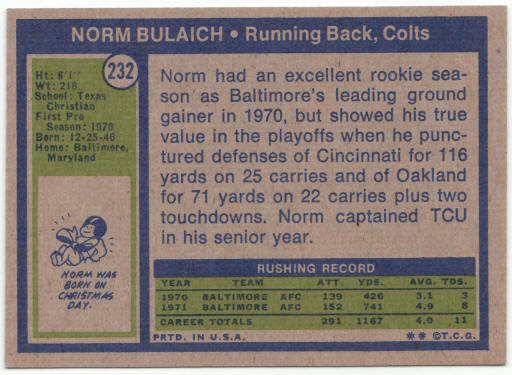 NORM BULAICH • Running Back, Colts
232
Ht: 6'1"
Wt: 218
School: Texas
Christian
First Pro
Season: 1970
Born: 12-25-46
Home: Baltimore,
Maryland
NORM WAS
BORN ON
CHRISTMAS
DAY.
Norm had an excellent rookie sea-
son as Baltimore's leading ground
gainer in 1970, but showed his true
value in the playoffs when he punc-
tured defenses of Cincinnati for 116
yards on 25 carries and of Oakland
for 71 yards on 22 carries plus two
touchdowns. Norm captained TCU
in his senior year.
RUSHING RECORD
YEAR TEAM ATT. YDS. AVG. TDS.
1970 BALTIMORE AFC 139 426 3.1 3
1971 BALTIMORE AFC 152 741 4.9 8
CAREER TOTALS 291 1167 4.0 11
PRTD. IN U.S.A. ** ©T.C.G.